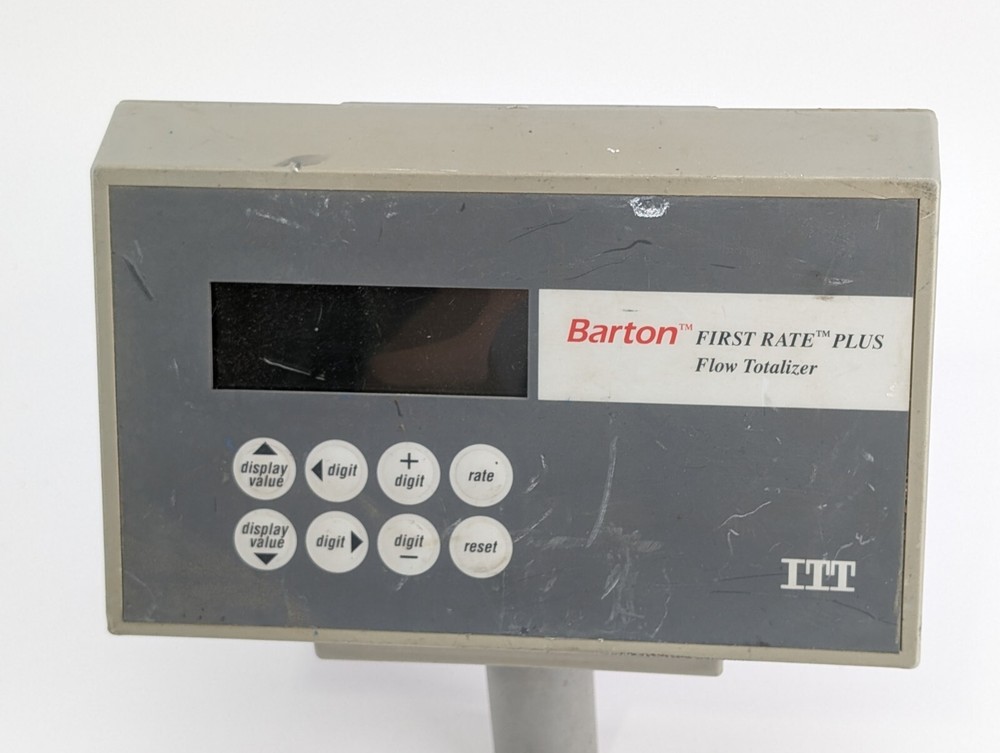 Barton™ FIRST RATE™ PLUS
Flow Totalizer
display value
digit
+ digit
rate
display value
digit
digit −
reset
ITT